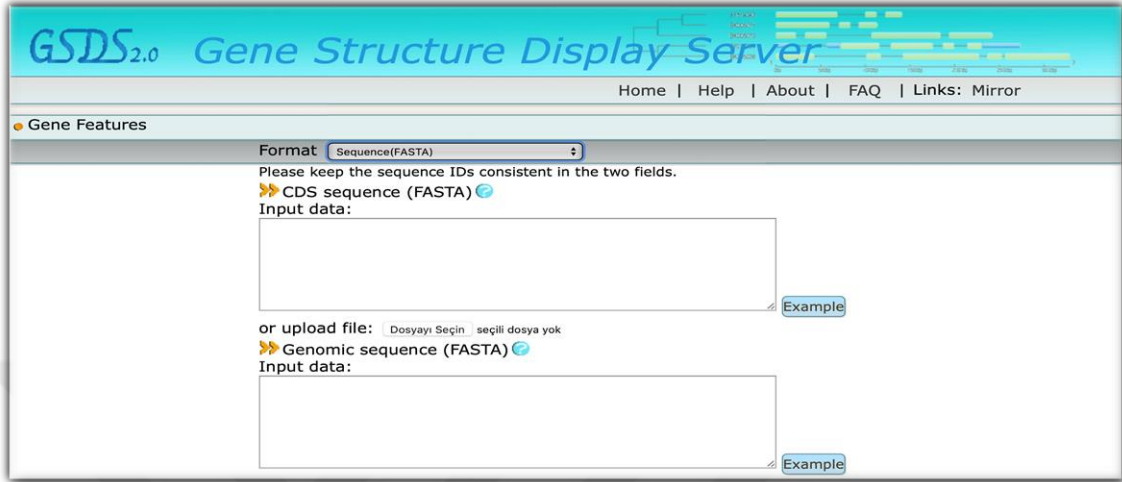 GSDS2.0 Gene Structure Display Server
Home | Help | About | FAQ | Links: Mirror
Gene Features
Format Sequence(FASTA)
Please keep the sequence IDs consistent in the two fields.
CDS sequence (FASTA) ?
Input data:
Example
or upload file: Dosyayı Seçin seçili dosya yok
Genomic sequence (FASTA) ?
Input data:
Example